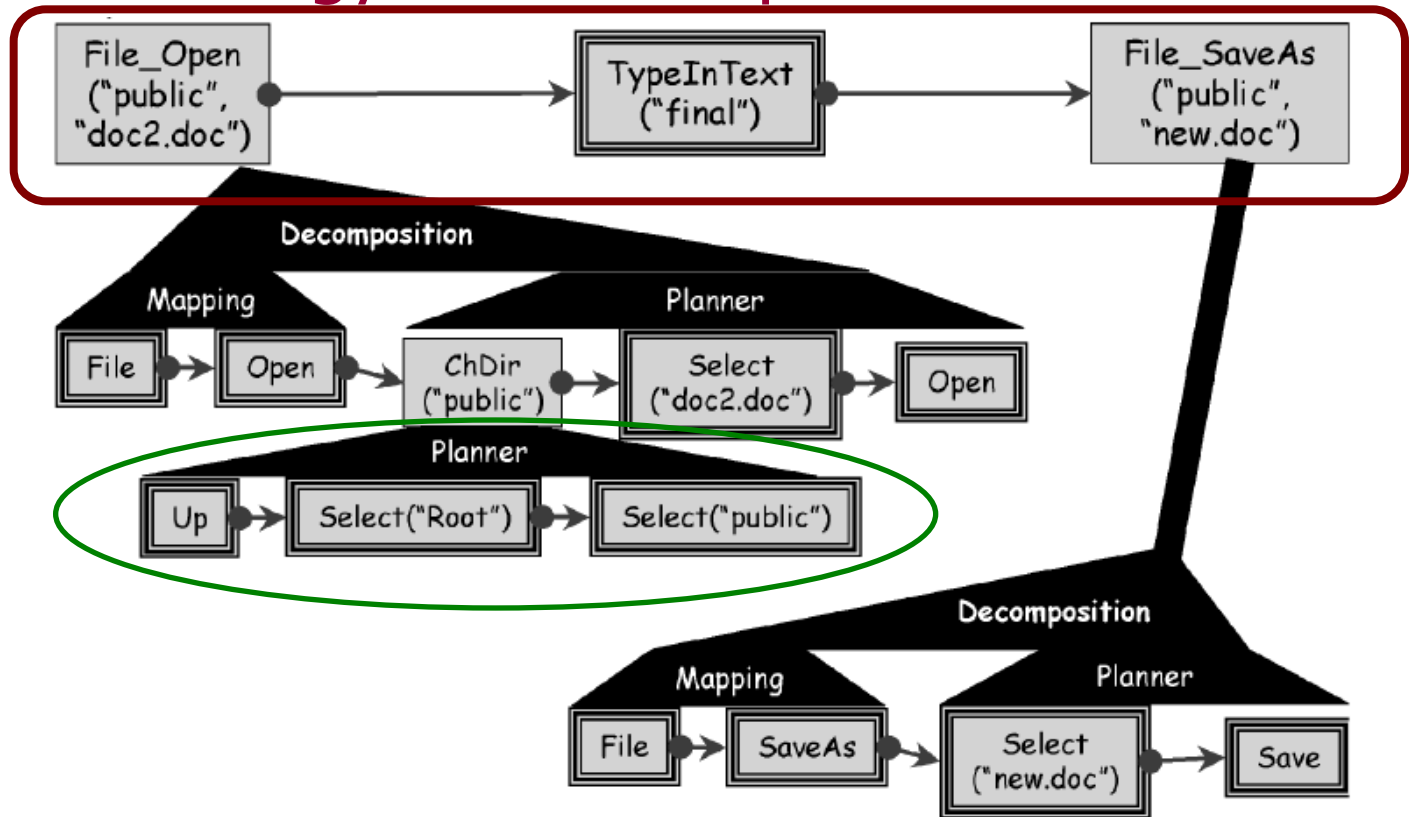 File_Open
("public",
"doc2.doc")
TypeInText
("final")
File_SaveAs
("public",
"new.doc")
Decomposition
Mapping
Planner
File
Open
ChDir
("public")
Select
("doc2.doc")
Open
Planner
Up
Select("Root")
Select("public")
Decomposition
Mapping
Planner
File
SaveAs
Select
("new.doc")
Save